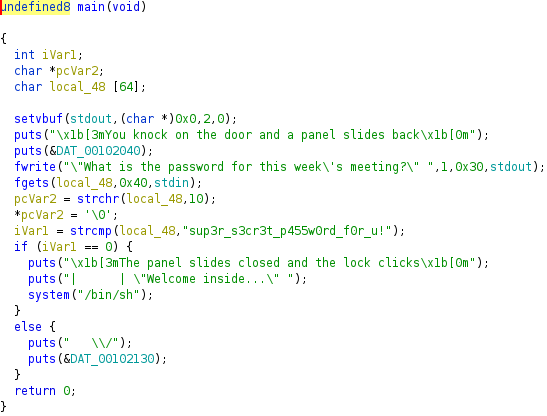 undefined8 main(void)
{
int iVar1;
char *pcVar2;
char local_48 [64];
setvbuf(stdout,(char *)0x0,2,0);
puts("\x1b[3mYou knock on the door and a panel slides back\x1b[0m");
puts(&DAT_00102040);
fwrite("\"What is the password for this week\'s meeting?\" ",1,0x30,stdout);
fgets(local_48,0x40,stdin);
pcVar2 = strchr(local_48,10);
*pcVar2 = '\0';
iVar1 = strcmp(local_48,"sup3r_s3cr3t_p455w0rd_f0r_u!");
if (iVar1 == 0) {
puts("\x1b[3mThe panel slides closed and the lock clicks\x1b[0m");
puts("|      | \"Welcome inside...\" ");
system("/bin/sh");
}
else {
puts("   \\/");
puts(&DAT_00102130);
}
return 0;
}